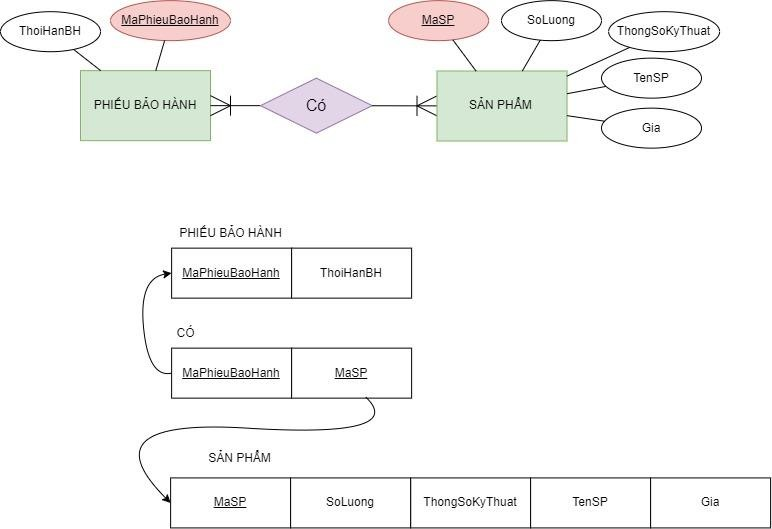 ThoiHanBH
MaPhieuBaoHanh
MaSP
SoLuong
ThongSoKyThuat
TenSP
Gia
PHIẾU BẢO HÀNH
Có
SẢN PHẨM
PHIẾU BẢO HÀNH
MaPhieuBaoHanh
ThoiHanBH
CÓ
MaPhieuBaoHanh
MaSP
SẢN PHẨM
MaSP
SoLuong
ThongSoKyThuat
TenSP
Gia